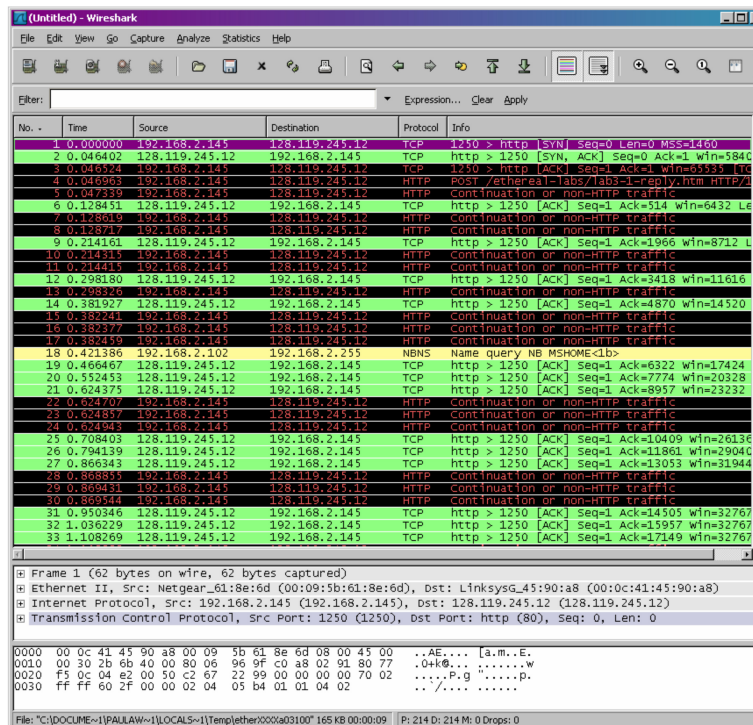 (Untitled) - Wireshark
File Edit View Go Capture Analyze Statistics Help
Filter: Expression... Clear Apply
No. . Time Source Destination Protocol Info
1 0.000000 192.168.2.145 128.119.245.12 TCP 1250 > http [SYN] Seq=0 Len=0 MSS=1460
2 0.046402 128.119.245.12 192.168.2.145 TCP http > 1250 [SYN, ACK] Seq=0 Ack=1 Win=5840
3 0.046524 192.168.2.145 128.119.245.12 TCP 1250 > http [ACK] Seq=1 Ack=1 Win=65535 [TC
4 0.046963 192.168.2.145 128.119.245.12 HTTP POST /ethereal-labs/lab3-1-reply.htm HTTP/1
5 0.047339 192.168.2.145 128.119.245.12 HTTP Continuation or non-HTTP traffic
6 0.128451 128.119.245.12 192.168.2.145 TCP http > 1250 [ACK] Seq=1 Ack=514 Win=6432 Le
7 0.128619 192.168.2.145 128.119.245.12 HTTP Continuation or non-HTTP traffic
8 0.128717 192.168.2.145 128.119.245.12 HTTP Continuation or non-HTTP traffic
9 0.214161 128.119.245.12 192.168.2.145 TCP http > 1250 [ACK] Seq=1 Ack=1966 Win=8712 L
10 0.214315 192.168.2.145 128.119.245.12 HTTP Continuation or non-HTTP traffic
11 0.214415 192.168.2.145 128.119.245.12 HTTP Continuation or non-HTTP traffic
12 0.298180 128.119.245.12 192.168.2.145 TCP http > 1250 [ACK] Seq=1 Ack=3418 Win=11616
13 0.298326 192.168.2.145 128.119.245.12 HTTP Continuation or non-HTTP traffic
14 0.381927 128.119.245.12 192.168.2.145 TCP http > 1250 [ACK] Seq=1 Ack=4870 Win=14520
15 0.382241 192.168.2.145 128.119.245.12 HTTP Continuation or non-HTTP traffic
16 0.382377 192.168.2.145 128.119.245.12 HTTP Continuation or non-HTTP traffic
17 0.382459 192.168.2.145 128.119.245.12 HTTP Continuation or non-HTTP traffic
18 0.421386 192.168.2.102 192.168.2.255 NBNS Name query NB MSHOME<1b>
19 0.466467 128.119.245.12 192.168.2.145 TCP http > 1250 [ACK] Seq=1 Ack=6322 Win=17424
20 0.552453 128.119.245.12 192.168.2.145 TCP http > 1250 [ACK] Seq=1 Ack=7774 Win=20328
21 0.624375 128.119.245.12 192.168.2.145 TCP http > 1250 [ACK] Seq=1 Ack=8957 Win=23232
22 0.624707 192.168.2.145 128.119.245.12 HTTP Continuation or non-HTTP traffic
23 0.624857 192.168.2.145 128.119.245.12 HTTP Continuation or non-HTTP traffic
24 0.624943 192.168.2.145 128.119.245.12 HTTP Continuation or non-HTTP traffic
25 0.708403 128.119.245.12 192.168.2.145 TCP http > 1250 [ACK] Seq=1 Ack=10409 Win=26136
26 0.794139 128.119.245.12 192.168.2.145 TCP http > 1250 [ACK] Seq=1 Ack=11861 Win=29040
27 0.866343 128.119.245.12 192.168.2.145 TCP http > 1250 [ACK] Seq=1 Ack=13053 Win=31944
28 0.868855 192.168.2.145 128.119.245.12 HTTP Continuation or non-HTTP traffic
29 0.869431 192.168.2.145 128.119.245.12 HTTP Continuation or non-HTTP traffic
30 0.869544 192.168.2.145 128.119.245.12 HTTP Continuation or non-HTTP traffic
31 0.950346 128.119.245.12 192.168.2.145 TCP http > 1250 [ACK] Seq=1 Ack=14505 Win=32767
32 1.036229 128.119.245.12 192.168.2.145 TCP http > 1250 [ACK] Seq=1 Ack=15957 Win=32767
33 1.108269 128.119.245.12 192.168.2.145 TCP http > 1250 [ACK] Seq=1 Ack=17149 Win=32767
Frame 1 (62 bytes on wire, 62 bytes captured)
Ethernet II, Src: Netgear_61:8e:6d (00:09:5b:61:8e:6d), Dst: LinksysG_45:90:a8 (00:0c:41:45:90:a8)
Internet Protocol, Src: 192.168.2.145 (192.168.2.145), Dst: 128.119.245.12 (128.119.245.12)
Transmission Control Protocol, Src Port: 1250 (1250), Dst Port: http (80), Seq: 0, Len: 0
0000 00 0c 41 45 90 a8 00 09 5b 61 8e 6d 08 00 45 00 ..AE.... [a.m..E.
0010 00 30 2b 6b 40 00 80 06 96 9f c0 a8 02 91 80 77 .0+k@... .......w
0020 f5 0c 04 e2 00 50 c2 67 22 99 00 00 00 00 70 02 .....P.g ".....p.
0030 ff ff 60 2f 00 00 02 04 05 b4 01 01 04 02 ..`/.... ......
File: "C:\DOCUME~1\PAULAW~1\LOCALS~1\Temp\etherXXXXa03100" 165 KB 00:00:09 P: 214 D: 214 M: 0 Drops: 0